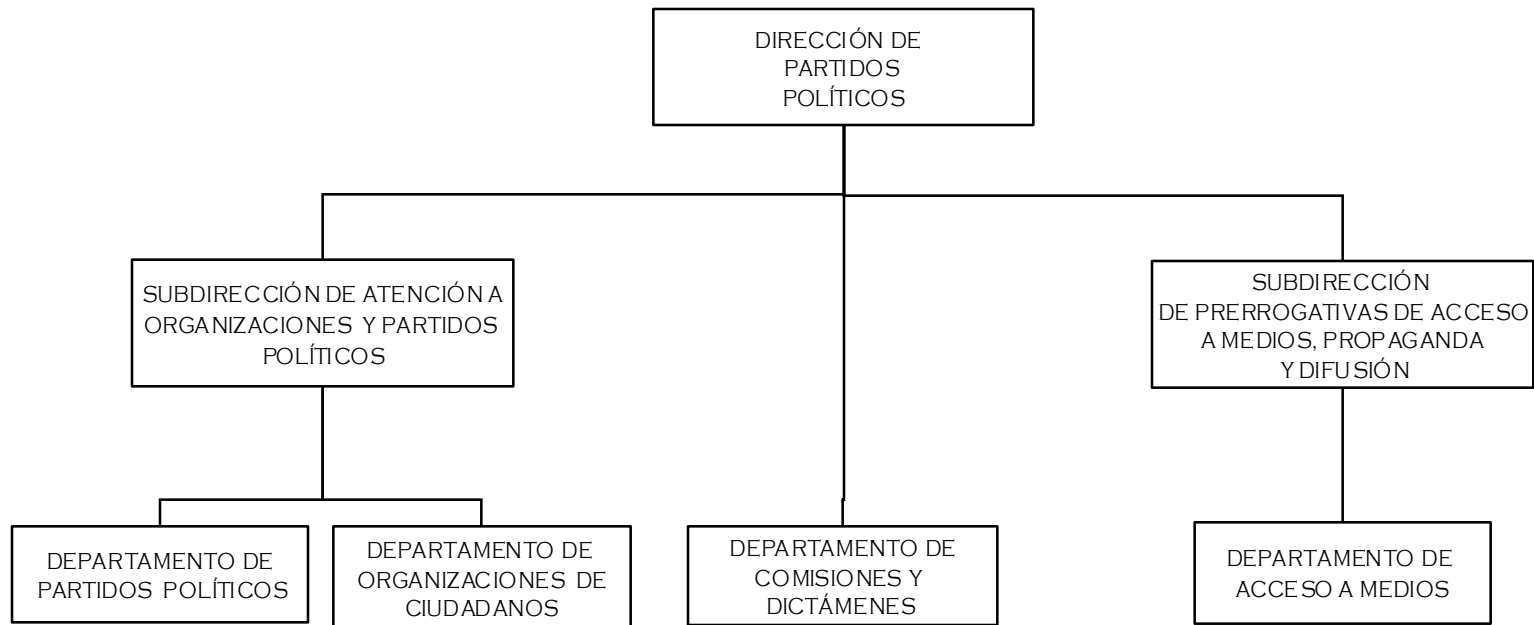 DIRECCIÓN DE
PARTIDOS
POLÍTICOS
SUBDIRECCIÓN DE ATENCIÓN A
ORGANIZACIONES Y PARTIDOS
POLÍTICOS
SUBDIRECCIÓN
DE PRERROGATIVAS DE ACCESO
A MEDIOS, PROPAGANDA
Y DIFUSIÓN
DEPARTAMENTO DE
PARTIDOS POLÍTICOS
DEPARTAMENTO DE
ORGANIZACIONES DE
CIUDADANOS
DEPARTAMENTO DE
COMISIONES Y
DICTÁMENES
DEPARTAMENTO DE
ACCESO A MEDIOS